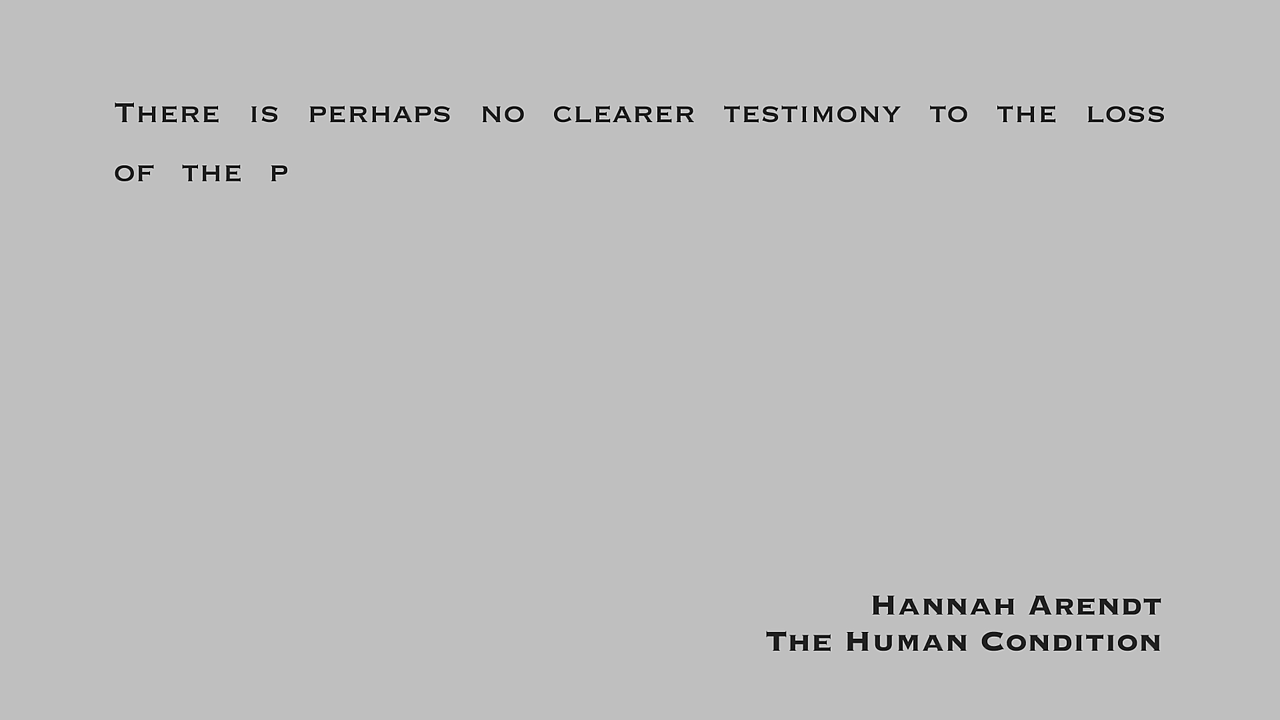 There is perhaps no clearer testimony to the loss
of the p
Hannah Arendt
The Human Condition